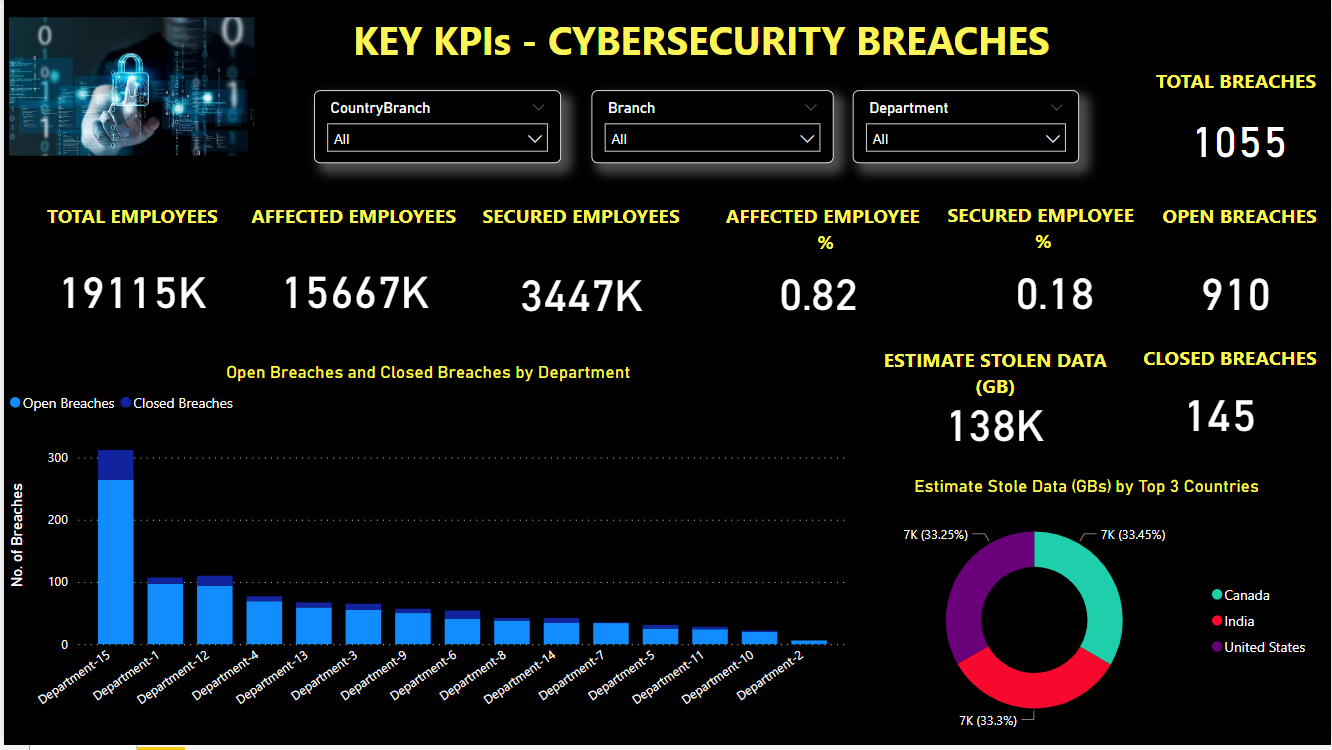 KEY KPIs - CYBERSECURITY BREACHES
CountryBranch
All
Branch
All
Department
All
TOTAL BREACHES
1055
TOTAL EMPLOYEES
19115K
AFFECTED EMPLOYEES
15667K
SECURED EMPLOYEES
3447K
AFFECTED EMPLOYEE
%
0.82
SECURED EMPLOYEE
%
0.18
OPEN BREACHES
910
ESTIMATE STOLEN DATA
(GB)
138K
CLOSED BREACHES
145
Open Breaches and Closed Breaches by Department
Open Breaches
Closed Breaches
No. of Breaches
300
200
100
0
Department-15
Department-1
Department-12
Department-4
Department-13
Department-3
Department-9
Department-6
Department-8
Department-14
Department-7
Department-5
Department-11
Department-10
Department-2
Estimate Stole Data (GBs) by Top 3 Countries
7K (33.25%)
7K (33.45%)
7K (33.3%)
Canada
India
United States